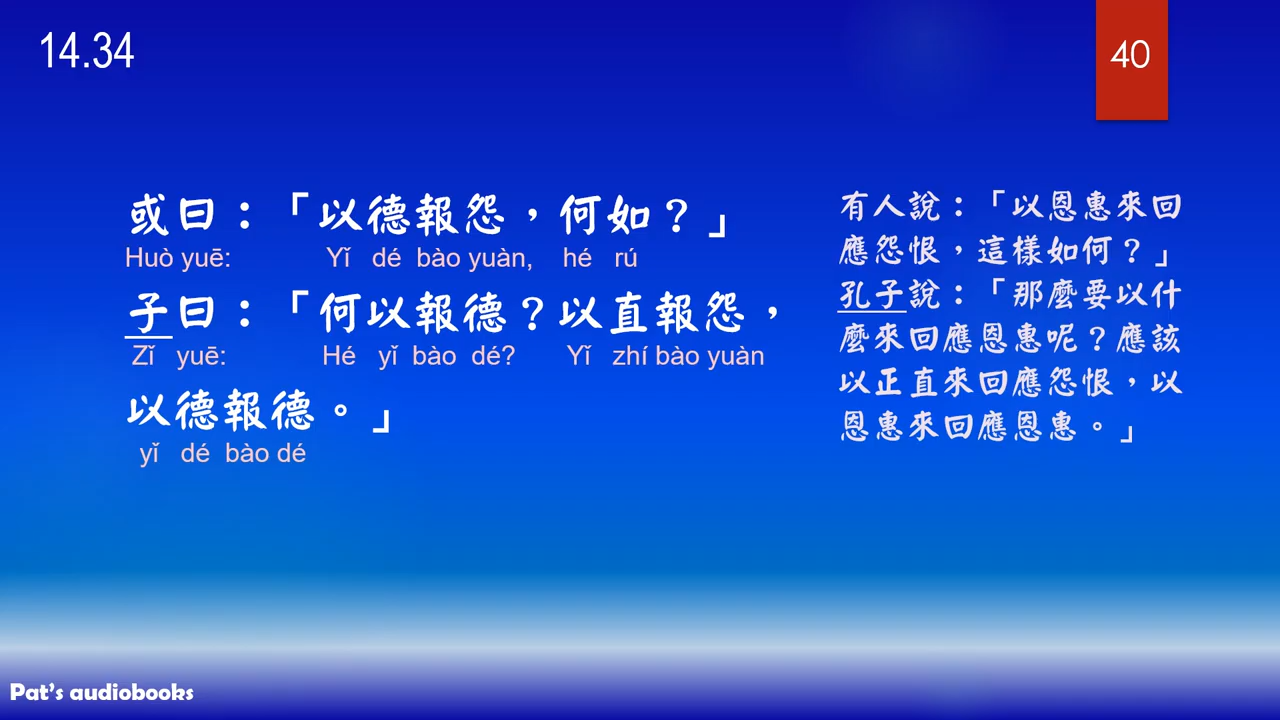 14.34
40
或曰：「以德報怨，何如？」
Huò yuē: Yǐ dé bào yuàn, hé rú
子曰：「何以報德？以直報怨，
Zǐ yuē: Hé yǐ bào dé? Yǐ zhí bào yuàn
以德報德。」
yǐ dé bào dé
有人說：「以恩惠來回
應怨恨，這樣如何？」
孔子說：「那麼要以什
麼來回應恩惠呢？應該
以正直來回應怨恨，以
恩惠來回應恩惠。」
Pat's audiobooks